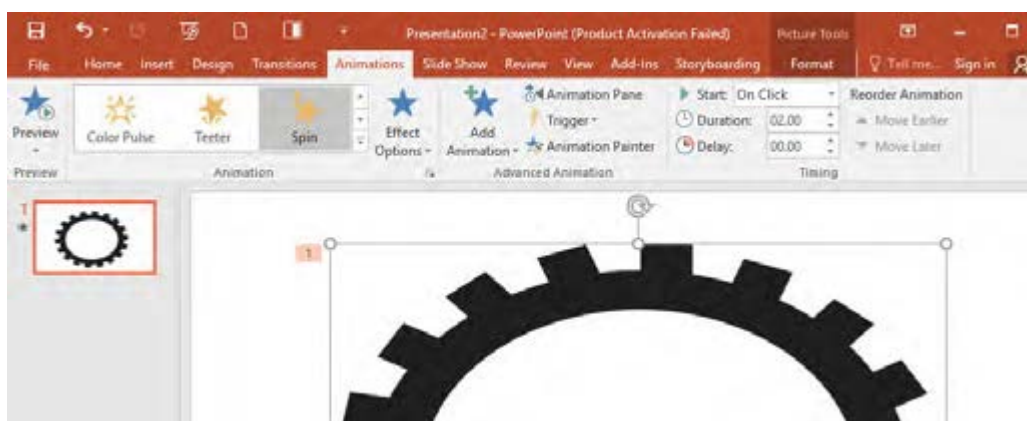 Presentation2 - PowerPoint (Product Activation Failed) Picture Tools
File Home Insert Design Transitions Animations Slide Show Review View Add-Ins Storyboarding Format Tell me... Sign in
Preview
Color Pulse Teeter Spin
Effect Options
Add Animation
Animation Pane
Trigger
Animation Painter
Start: On Click
Duration: 02.00
Delay: 00.00
Reorder Animation
Move Earlier
Move Later
Preview Animation Advanced Animation Timing
1
1